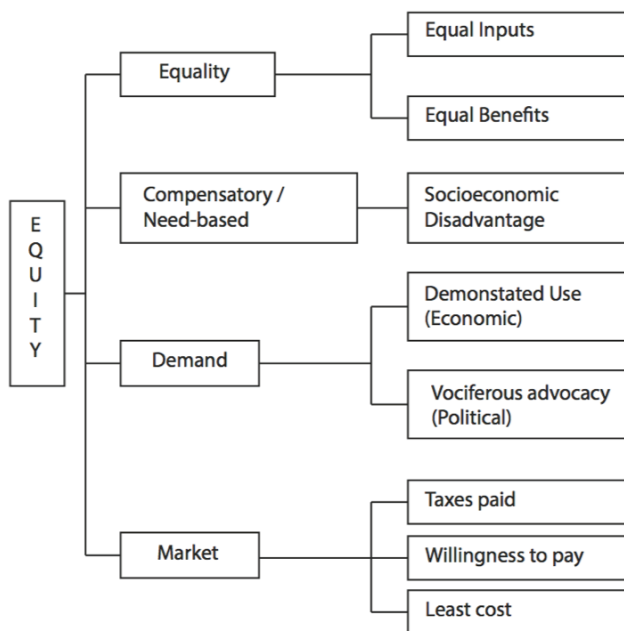 EQUITY
Equality
Equal Inputs
Equal Benefits
Compensatory /
Need-based
Socioeconomic
Disadvantage
Demand
Demonstated Use
(Economic)
Vociferous advocacy
(Political)
Market
Taxes paid
Willingness to pay
Least cost